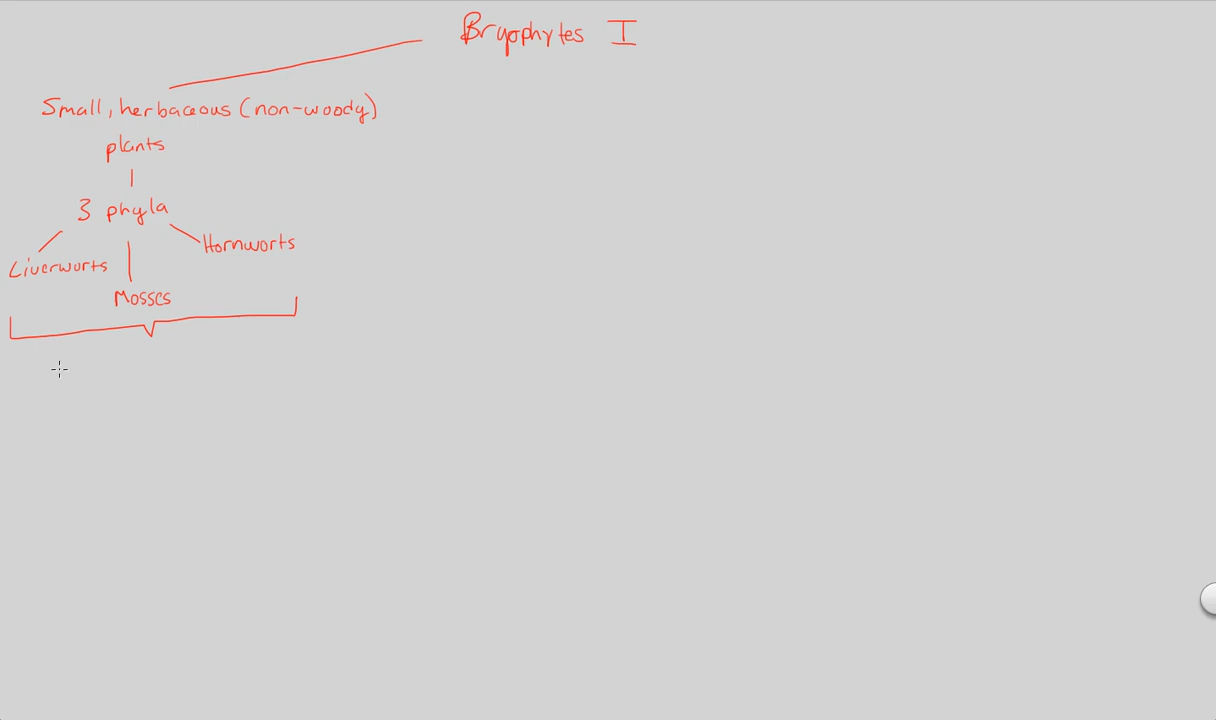 Bryophytes I
Small, herbaceous (non-woody)
plants
3 phyla
Hornworts
Liverworts
Mosses